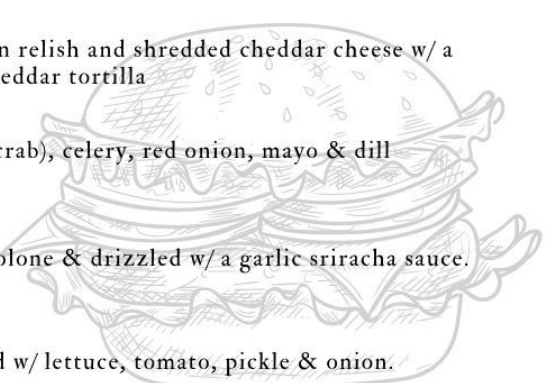 n relish and shredded cheddar cheese w/ a
eddar tortilla
rab), celery, red onion, mayo & dill
olone & drizzled w/ a garlic sriracha sauce.
d w/ lettuce, tomato, pickle & onion.